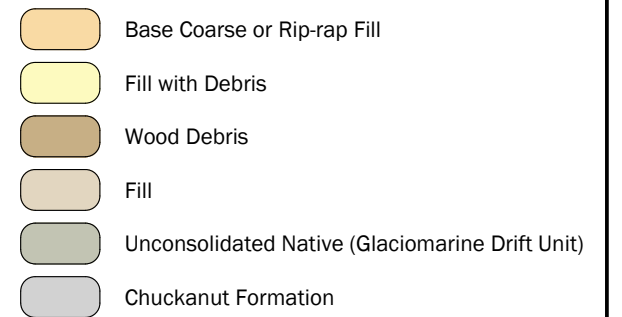 Base Coarse or Rip-rap Fill
Fill with Debris
Wood Debris
Fill
Unconsolidated Native (Glaciomarine Drift Unit)
Chuckanut Formation